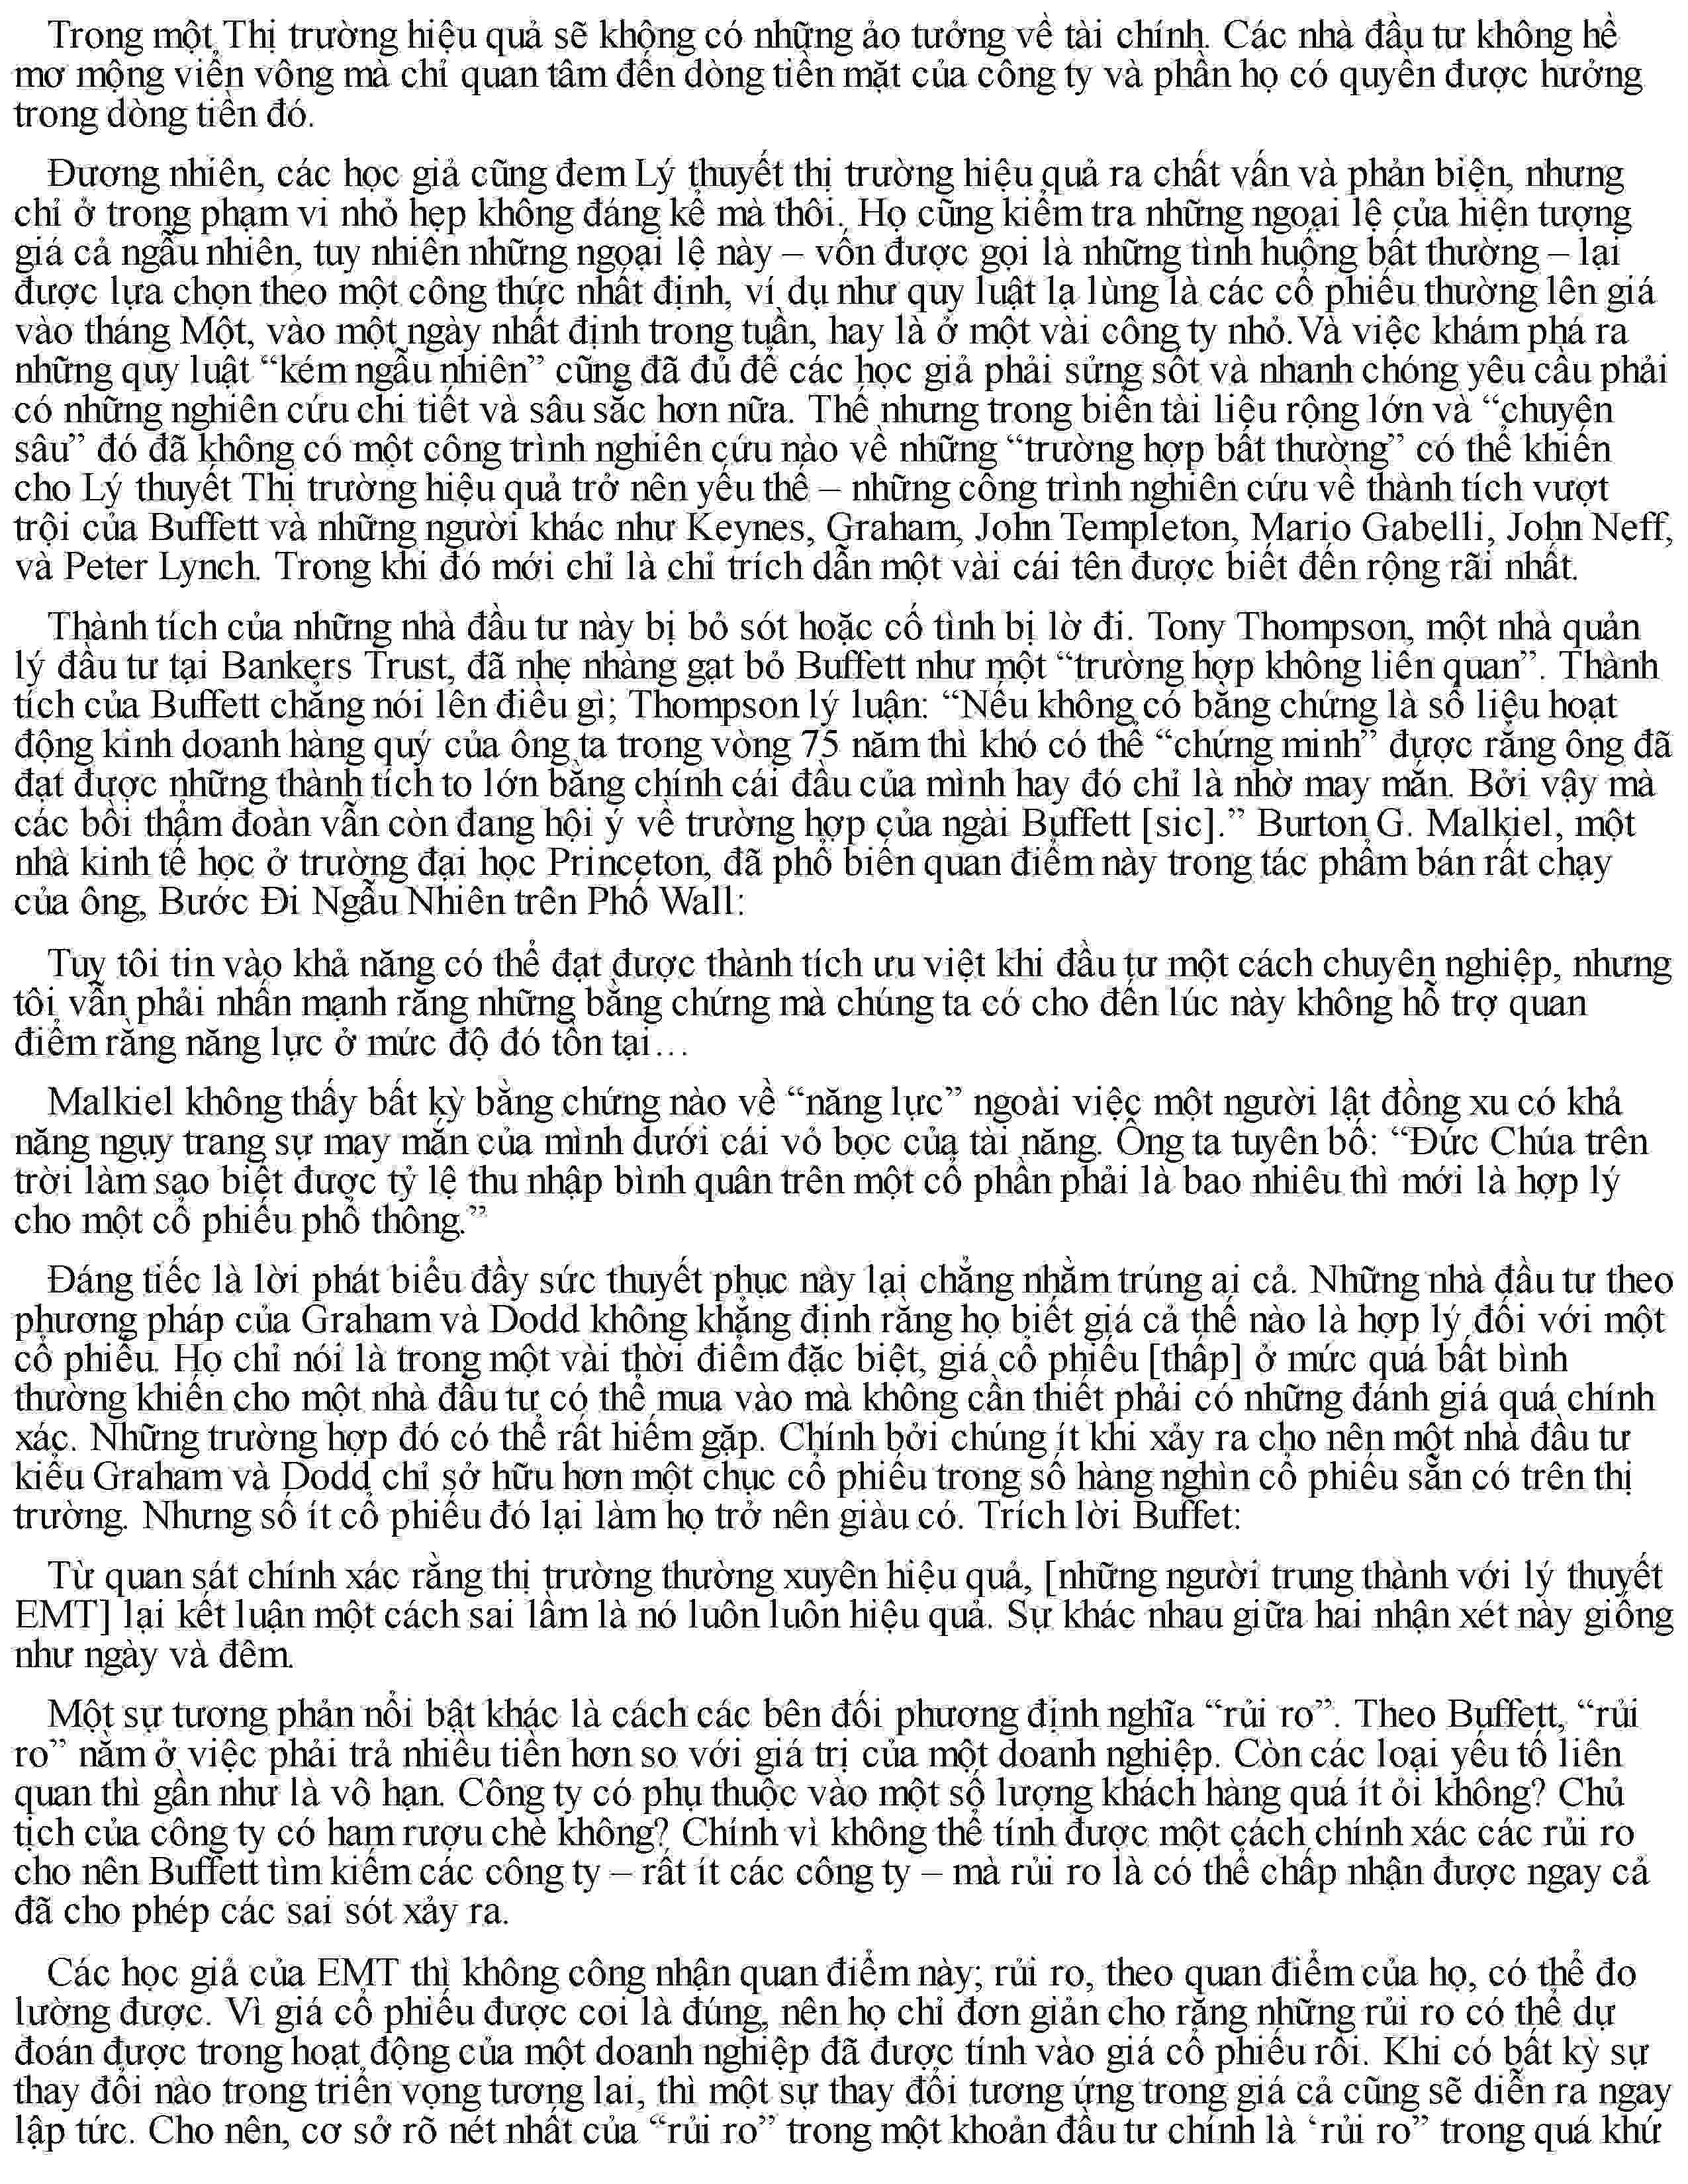 Trong một Thị trường hiệu quả sẽ không có những ảo tưởng về tài chính. Các nhà đầu tư không hề
mơ mộng viển vông mà chỉ quan tâm đến dòng tiền mặt của công ty và phần họ có quyền được hưởng
trong dòng tiền đó.
Đương nhiên, các học giả cũng đem Lý thuyết thị trường hiệu quả ra chất vấn và phản biện, nhưng
chỉ ở trong phạm vi nhỏ hẹp không đáng kể mà thôi. Họ cũng kiểm tra những ngoại lệ của hiện tượng
giá cả ngẫu nhiên, tuy nhiên những ngoại lệ này – vốn được gọi là những tình huống bất thường – lại
được lựa chọn theo một công thức nhất định, ví dụ như quy luật lạ lùng là các cổ phiếu thường lên giá
vào tháng Một, vào một ngày nhất định trong tuần, hay là ở một vài công ty nhỏ. Và việc khám phá ra
những quy luật “kém ngẫu nhiên” cũng đã đủ để các học giả phải sửng sốt và nhanh chóng yêu cầu phải
có những nghiên cứu chi tiết và sâu sắc hơn nữa. Thế nhưng trong biển tài liệu rộng lớn và “chuyên
sâu” đó đã không có một công trình nghiên cứu nào về những “trường hợp bất thường” có thể khiến
cho Lý thuyết Thị trường hiệu quả trở nên yếu thế – những công trình nghiên cứu về thành tích vượt
trội của Buffett và những người khác như Keynes, Graham, John Templeton, Mario Gabelli, John Neff,
và Peter Lynch. Trong khi đó mới chỉ là chỉ trích dẫn một vài cái tên được biết đến rộng rãi nhất.
Thành tích của những nhà đầu tư này bị bỏ sót hoặc cố tình bị lờ đi. Tony Thompson, một nhà quản
lý đầu tư tại Bankers Trust, đã nhẹ nhàng gạt bỏ Buffett như một “trường hợp không liên quan”. Thành
tích của Buffett chẳng nói lên điều gì; Thompson lý luận: “Nếu không có bằng chứng là số liệu hoạt
động kinh doanh hàng quý của ông ta trong vòng 75 năm thì khó có thể “chứng minh” được rằng ông đã
đạt được những thành tích to lớn bằng chính cái đầu của mình hay đó chỉ là nhờ may mắn. Bởi vậy mà
các bồi thẩm đoàn vẫn còn đang hội ý về trường hợp của ngài Buffett [sic].” Burton G. Malkiel, một
nhà kinh tế học ở trường đại học Princeton, đã phổ biến quan điểm này trong tác phẩm bán rất chạy
của ông, Bước Đi Ngẫu Nhiên trên Phố Wall:
Tuy tôi tin vào khả năng có thể đạt được thành tích ưu việt khi đầu tư một cách chuyên nghiệp, nhưng
tôi vẫn phải nhấn mạnh rằng những bằng chứng mà chúng ta có cho đến lúc này không hỗ trợ quan
điểm rằng năng lực ở mức độ đó tồn tại…
Malkiel không thấy bất kỳ bằng chứng nào về “năng lực” ngoài việc một người lật đồng xu có khả
năng ngụy trang sự may mắn của mình dưới cái vỏ bọc của tài năng. Ông ta tuyên bố: “Đức Chúa trên
trời làm sao biết được tỷ lệ thu nhập bình quân trên một cổ phần phải là bao nhiêu thì mới là hợp lý
cho một cổ phiếu phổ thông.”
Đáng tiếc là lời phát biểu đầy sức thuyết phục này lại chẳng nhằm trúng ai cả. Những nhà đầu tư theo
phương pháp của Graham và Dodd không khẳng định rằng họ biết giá cả thế nào là hợp lý đối với một
cổ phiếu. Họ chỉ nói là trong một vài thời điểm đặc biệt, giá cổ phiếu [thấp] ở mức quá bất bình
thường khiến cho một nhà đầu tư có thể mua vào mà không cần thiết phải có những đánh giá quá chính
xác. Những trường hợp đó có thể rất hiếm gặp. Chính bởi chúng ít khi xảy ra cho nên một nhà đầu tư
kiểu Graham và Dodd chỉ sở hữu hơn một chục cổ phiếu trong số hàng nghìn cổ phiếu sẵn có trên thị
trường. Nhưng số ít cổ phiếu đó lại làm họ trở nên giàu có. Trích lời Buffet:
Từ quan sát chính xác rằng thị trường thường xuyên hiệu quả, [những người trung thành với lý thuyết
EMT] lại kết luận một cách sai lầm là nó luôn luôn hiệu quả. Sự khác nhau giữa hai nhận xét này giống
như ngày và đêm.
Một sự tương phản nổi bật khác là cách các bên đối phương định nghĩa “rủi ro”. Theo Buffett, “rủi
ro” nằm ở việc phải trả nhiều tiền hơn so với giá trị của một doanh nghiệp. Còn các loại yếu tố liên
quan thì gần như là vô hạn. Công ty có phụ thuộc vào một số lượng khách hàng quá ít ỏi không? Chủ
tịch của công ty có ham rượu chè không? Chính vì không thể tính được một cách chính xác các rủi ro
cho nên Buffett tìm kiếm các công ty – rất ít các công ty – mà rủi ro là có thể chấp nhận được ngay cả
đã cho phép các sai sót xảy ra.
Các học giả của EMT thì không công nhận quan điểm này; rủi ro, theo quan điểm của họ, có thể đo
lường được. Vì giá cổ phiếu được coi là đúng, nên họ chỉ đơn giản cho rằng những rủi ro có thể dự
đoán được trong hoạt động của một doanh nghiệp đã được tính vào giá cổ phiếu rồi. Khi có bất kỳ sự
thay đổi nào trong triển vọng tương lai, thì một sự thay đổi tương ứng trong giá cả cũng sẽ diễn ra ngay
lập tức. Cho nên, cơ sở rõ nét nhất của “rủi ro” trong một khoản đầu tư chính là ‘rủi ro” trong quá khứ